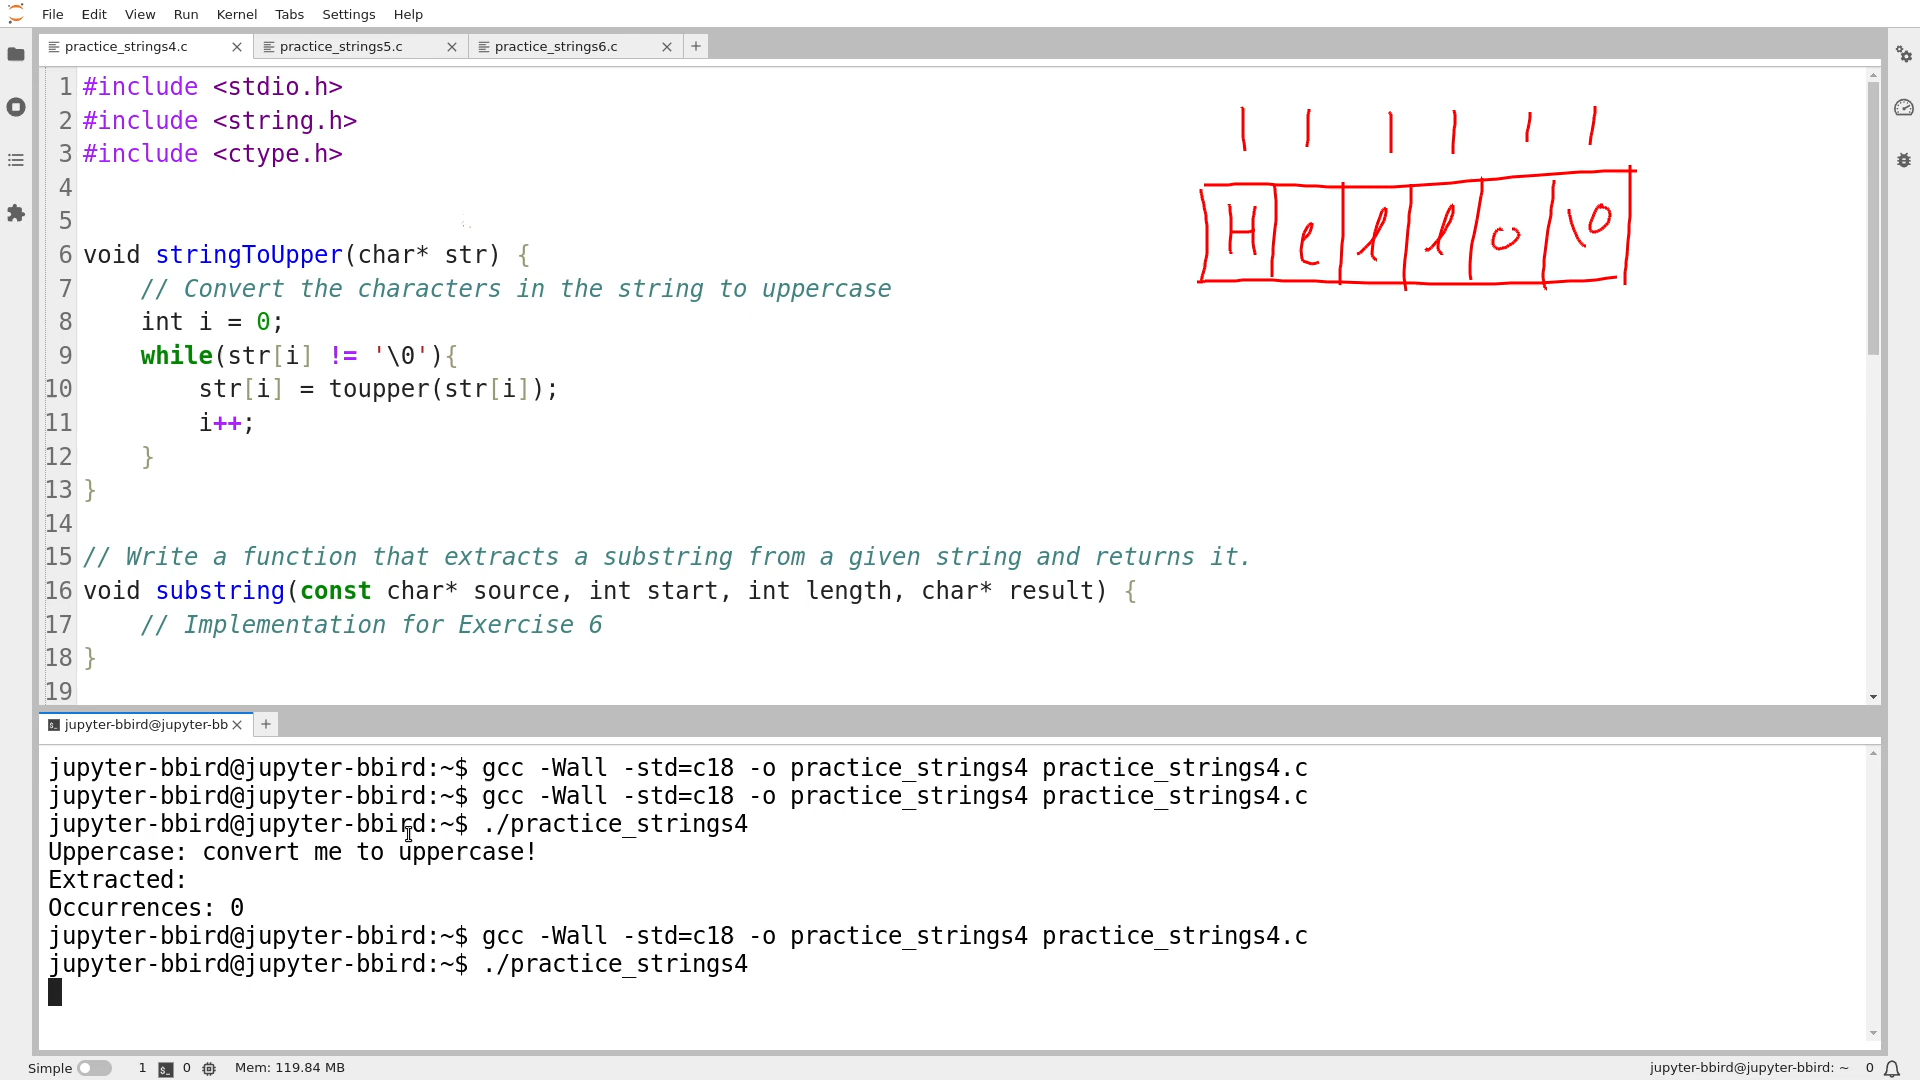 File Edit View Run Kernel Tabs Settings Help
practice_strings4.c practice_strings5.c practice_strings6.c
1 #include <stdio.h>
2 #include <string.h>
3 #include <ctype.h>
4
5
6 void stringToUpper(char* str) {
7     // Convert the characters in the string to uppercase
8     int i = 0;
9     while(str[i] != '\0'){
10         str[i] = toupper(str[i]);
11         i++;
12     }
13 }
14
15 // Write a function that extracts a substring from a given string and returns it.
16 void substring(const char* source, int start, int length, char* result) {
17     // Implementation for Exercise 6
18 }
19
H e l l o \0
jupyter-bbird@jupyter-bb
jupyter-bbird@jupyter-bbird:~$ gcc -Wall -std=c18 -o practice_strings4 practice_strings4.c
jupyter-bbird@jupyter-bbird:~$ gcc -Wall -std=c18 -o practice_strings4 practice_strings4.c
jupyter-bbird@jupyter-bbird:~$ ./practice_strings4
Uppercase: convert me to uppercase!
Extracted:
Occurrences: 0
jupyter-bbird@jupyter-bbird:~$ gcc -Wall -std=c18 -o practice_strings4 practice_strings4.c
jupyter-bbird@jupyter-bbird:~$ ./practice_strings4
Simple 1 0 Mem: 119.84 MB jupyter-bbird@jupyter-bbird: ~ 0